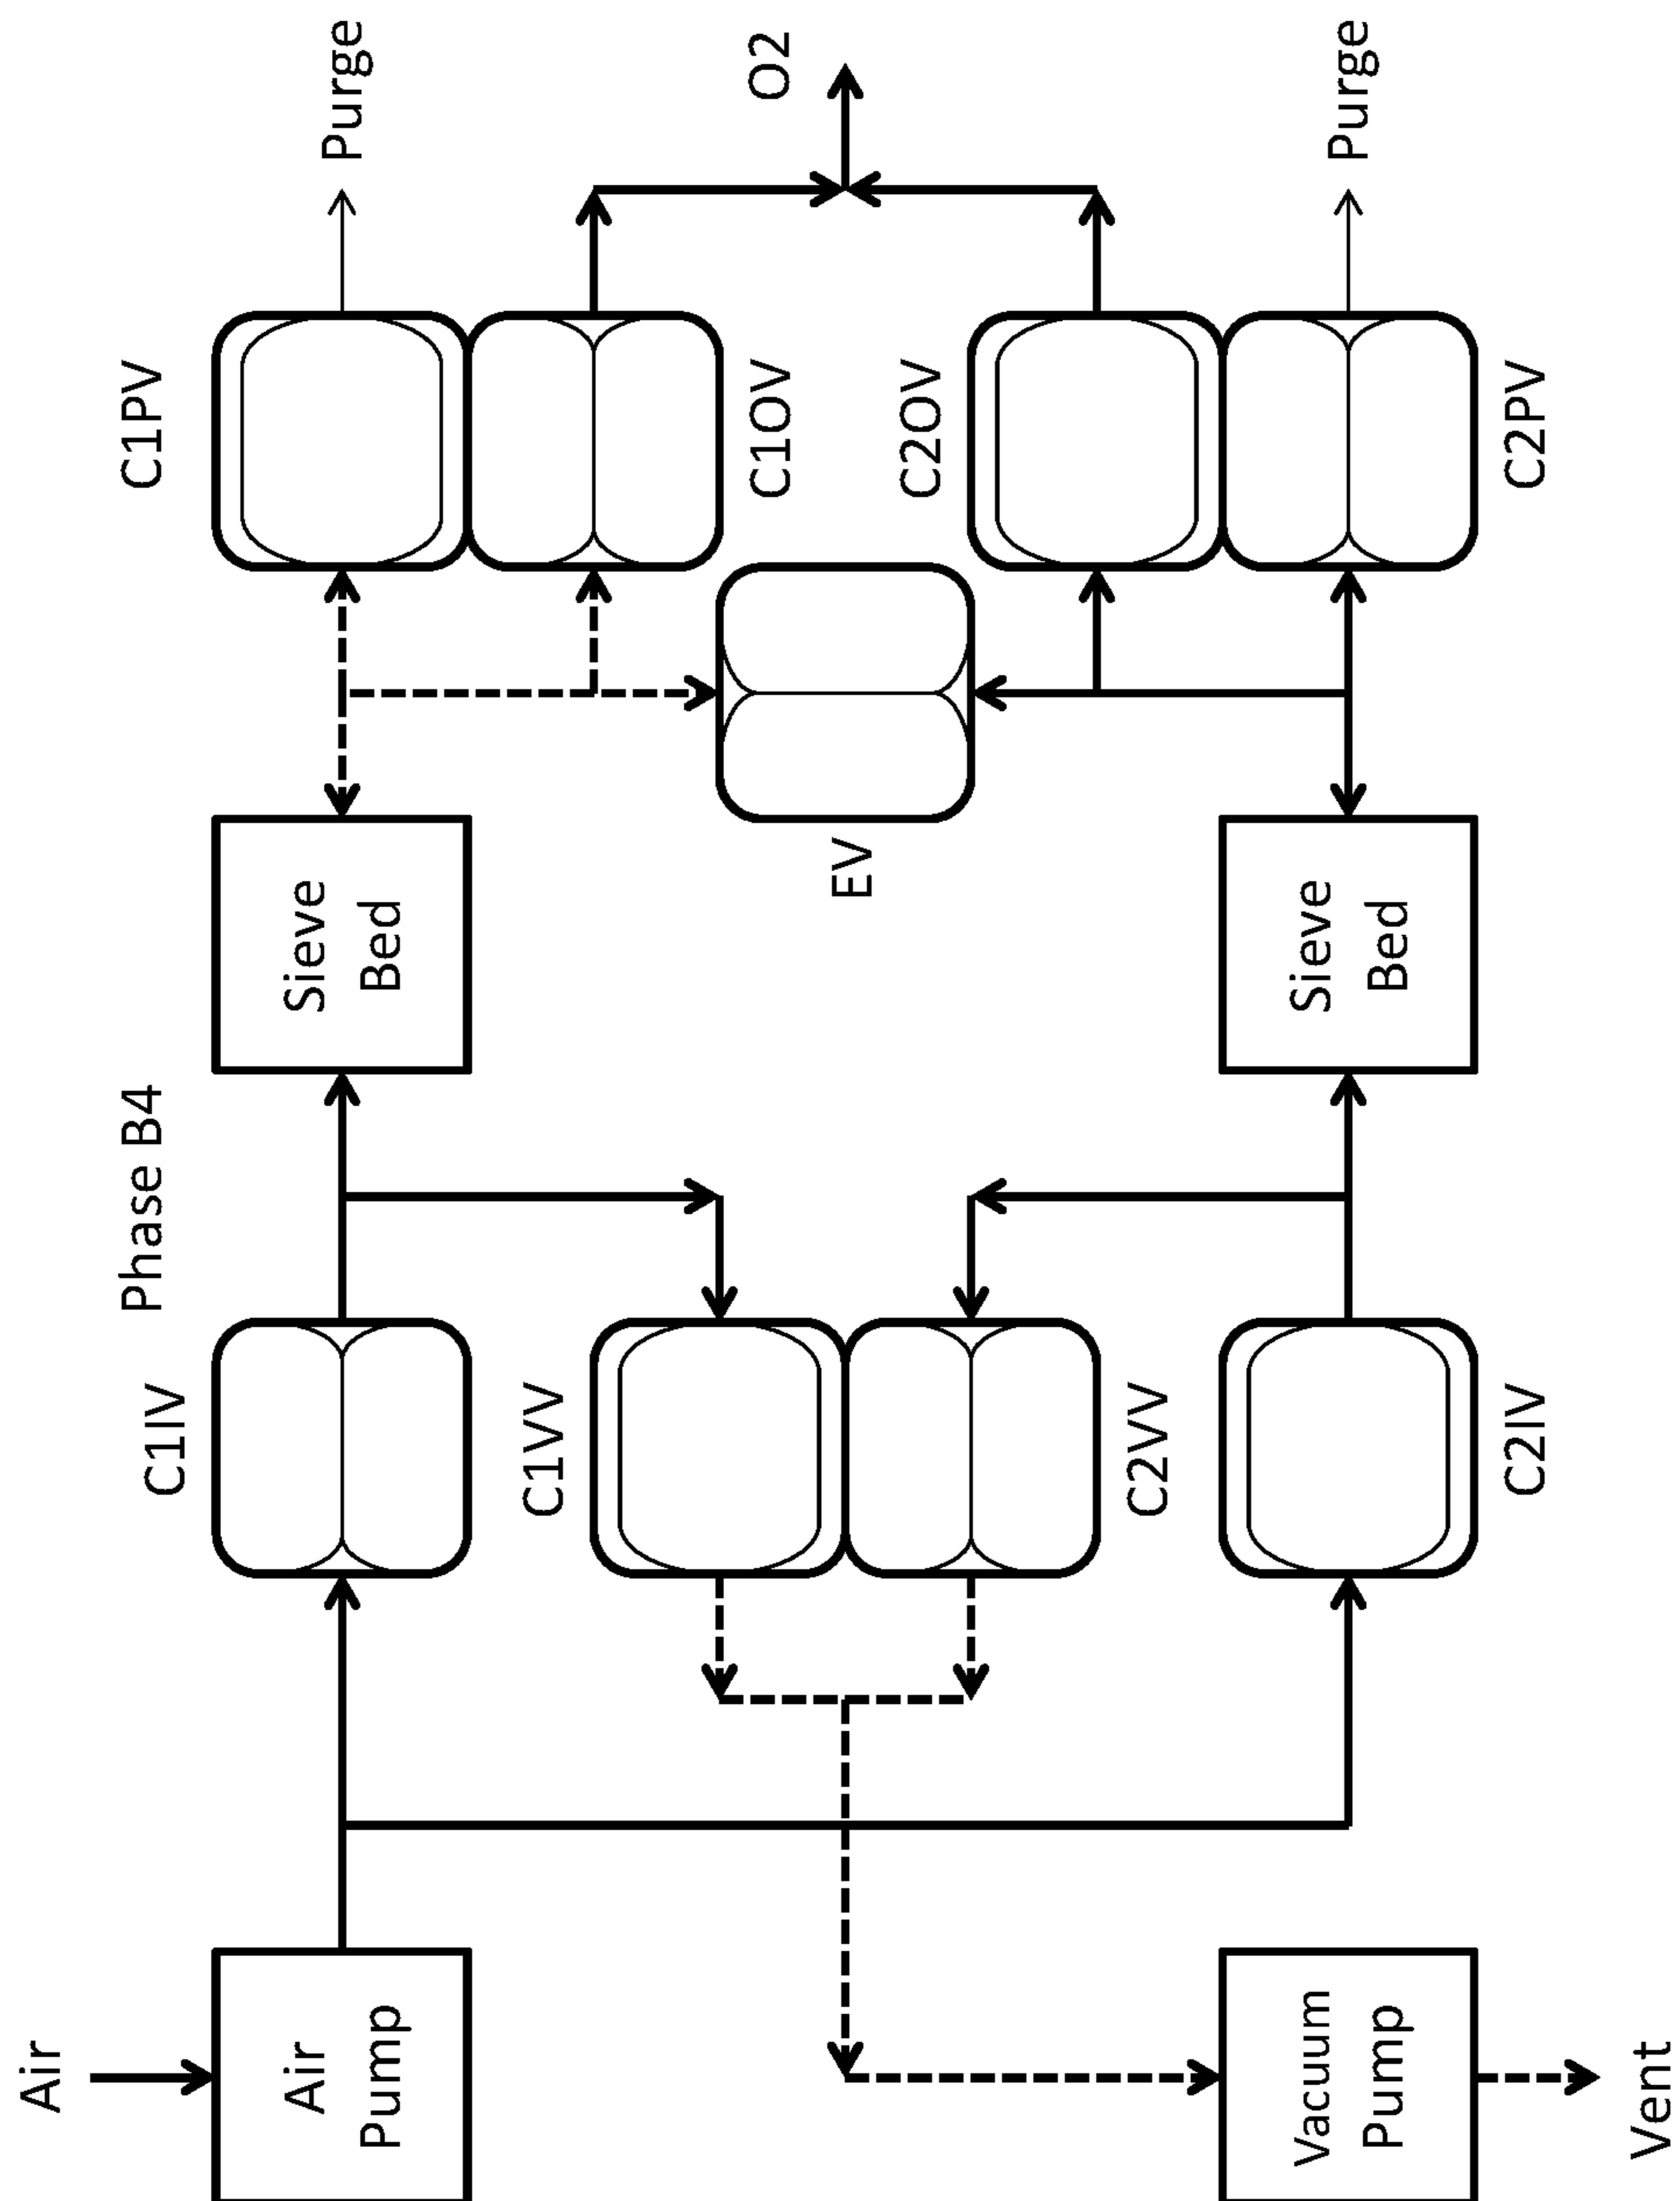 Phase B4
Air
Air
Pump
C1IV
Sieve
Bed
C1PV
Purge
C1VV
EV
C1OV
O2
C2VV
C2OV
Vacuum
Pump
Vent
C2IV
Sieve
Bed
C2PV
Purge